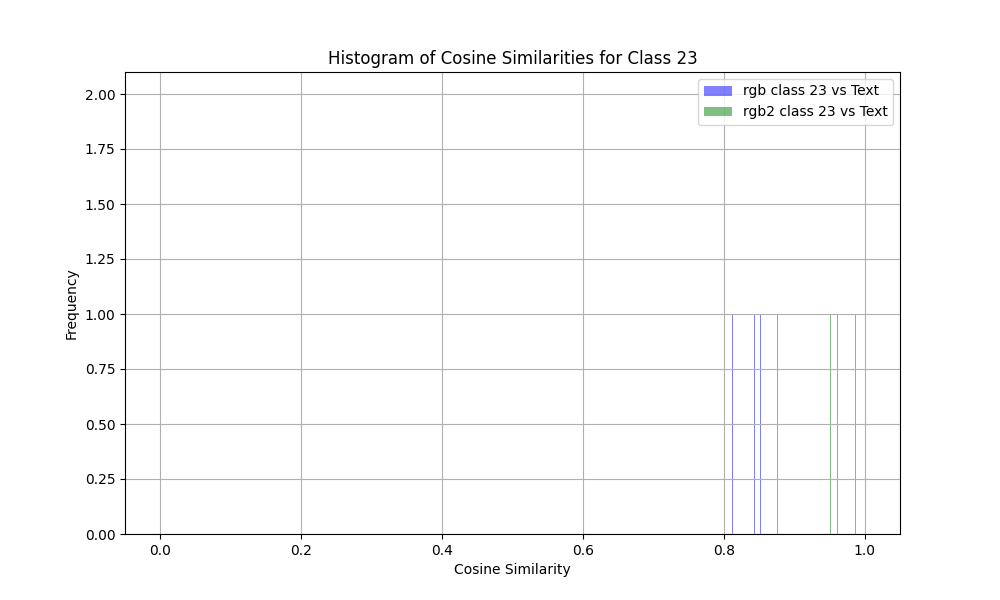 Histogram of Cosine Similarities for Class 23
rgb class 23 vs Text
rgb2 class 23 vs Text
Frequency
2.00
1.75
1.50
1.25
1.00
0.75
0.50
0.25
0.00
0.0 0.2 0.4 0.6 0.8 1.0
Cosine Similarity